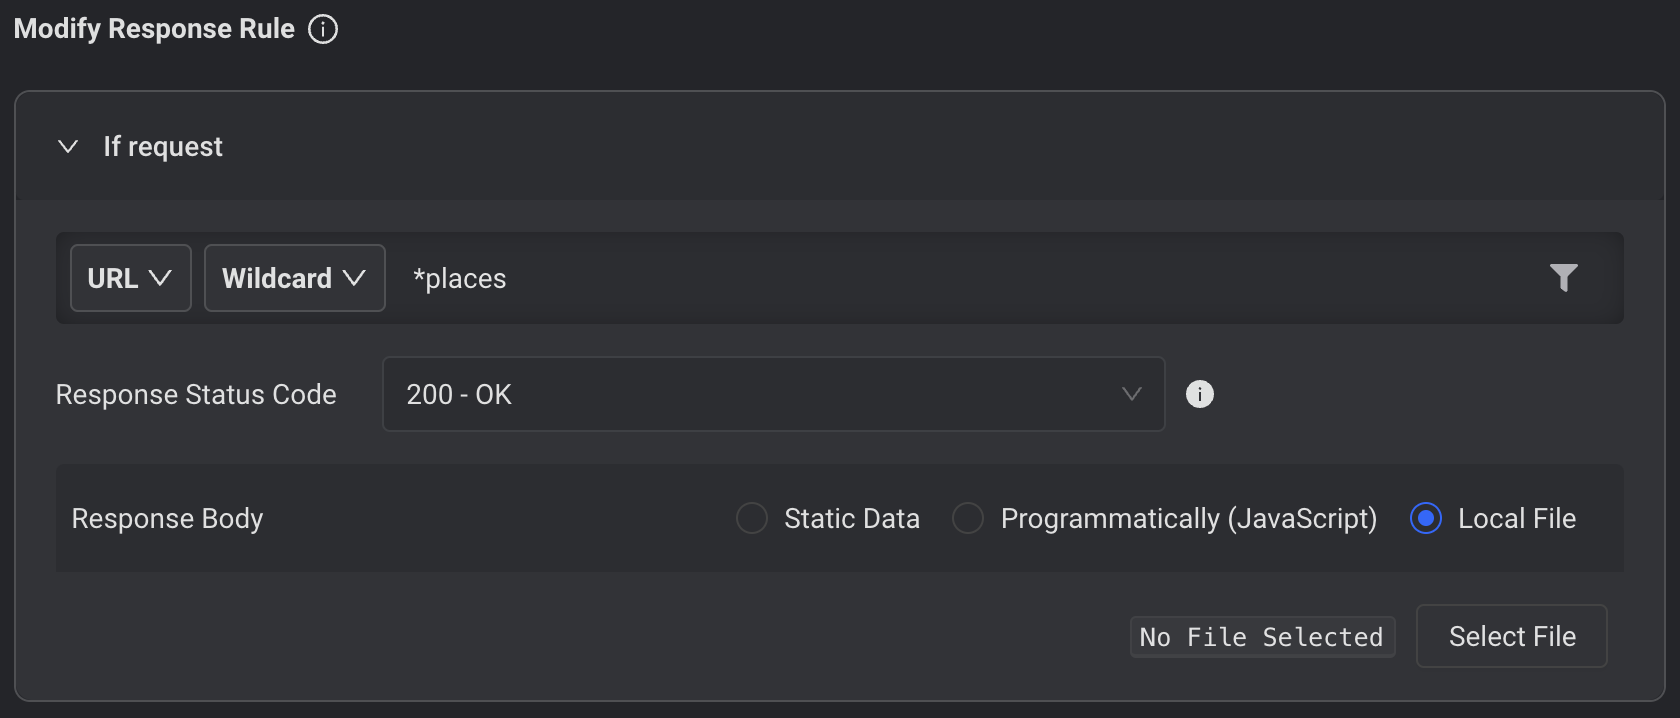 Modify Response Rule
If request
URL Wildcard *places
Response Status Code 200 - OK
Response Body Static Data Programmatically (JavaScript) Local File
No File Selected Select File